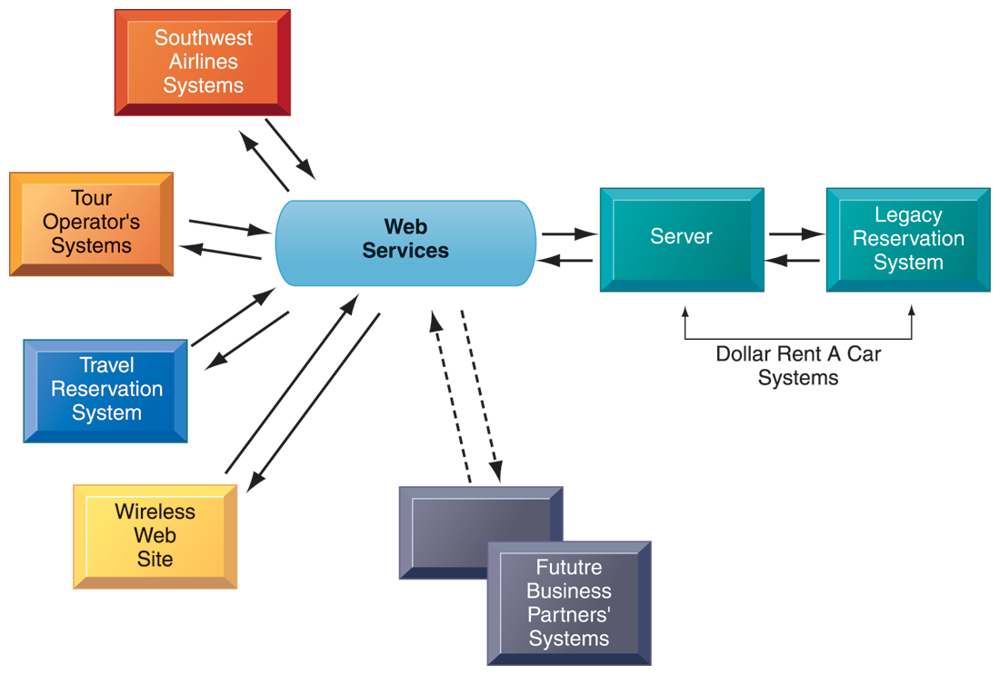 Southwest
Airlines
Systems
Tour
Operator's
Systems
Web
Services
Server
Legacy
Reservation
System
Travel
Reservation
System
Dollar Rent A Car
Systems
Wireless
Web
Site
Fututre
Business
Partners'
Systems